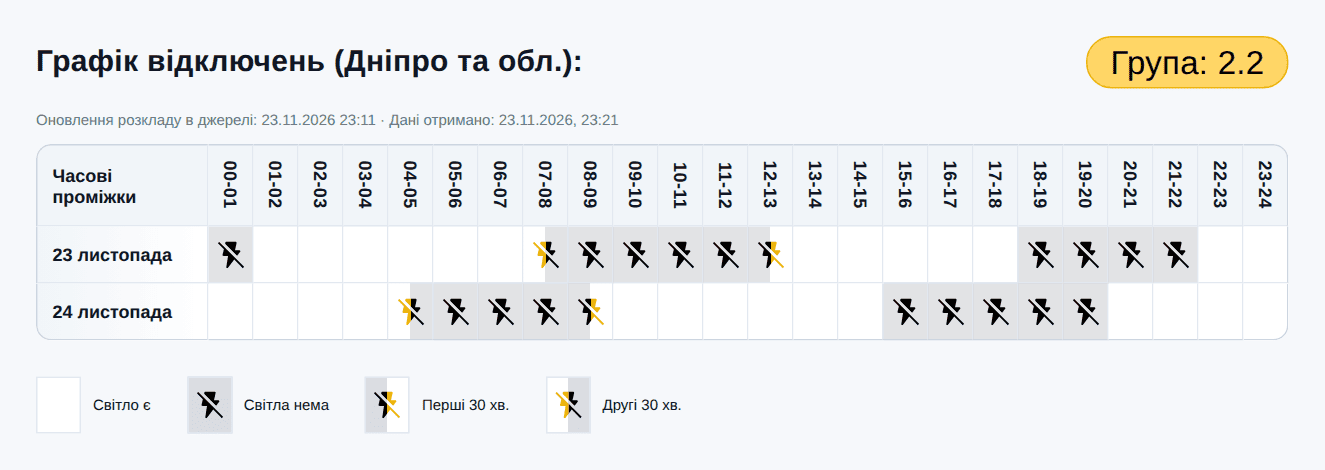 Графік відключень (Дніпро та обл.):
Група: 2.2
Оновлення розкладу в джерелі: 23.11.2026 23:11 · Дані отримано: 23.11.2026, 23:21
Часові
проміжки
00-01
01-02
02-03
03-04
04-05
05-06
06-07
07-08
08-09
09-10
10-11
11-12
12-13
13-14
14-15
15-16
16-17
17-18
18-19
19-20
20-21
21-22
22-23
23-24
23 листопада
24 листопада
Світло є
Світла нема
Перші 30 хв.
Другі 30 хв.